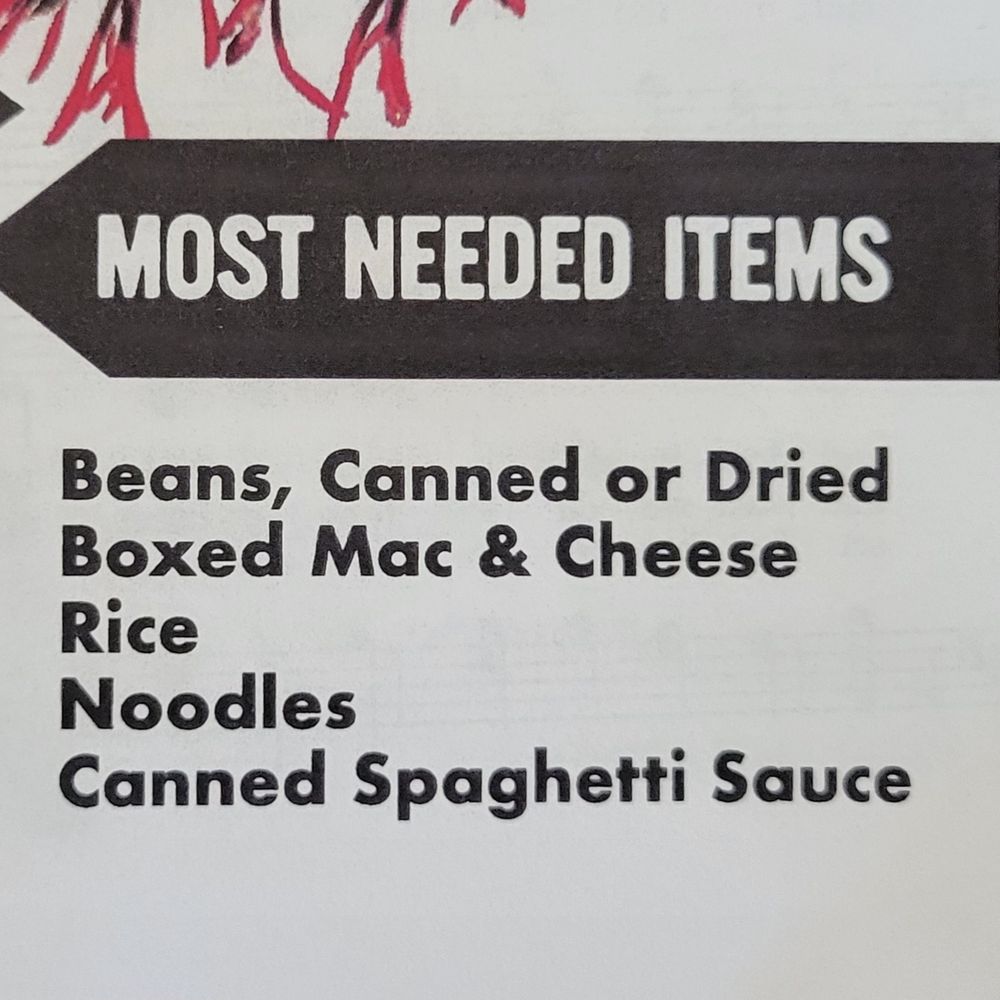 MOST NEEDED ITEMS
Beans, Canned or Dried
Boxed Mac & Cheese
Rice
Noodles
Canned Spaghetti Sauce